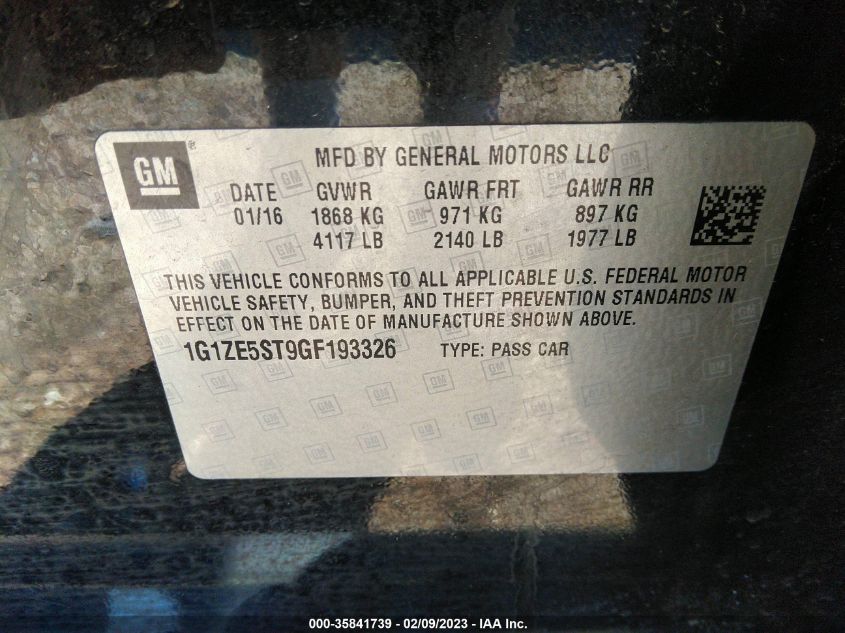 GM
MFD BY GENERAL MOTORS LLC
DATE GVWR GAWR FRT GAWR RR
01/16 1868 KG 971 KG 897 KG
4117 LB 2140 LB 1977 LB
THIS VEHICLE CONFORMS TO ALL APPLICABLE U.S. FEDERAL MOTOR
VEHICLE SAFETY, BUMPER, AND THEFT PREVENTION STANDARDS IN
EFFECT ON THE DATE OF MANUFACTURE SHOWN ABOVE.
1G1ZE5ST9GF193326 TYPE: PASS CAR
000-35841739 - 02/09/2023 - IAA Inc.